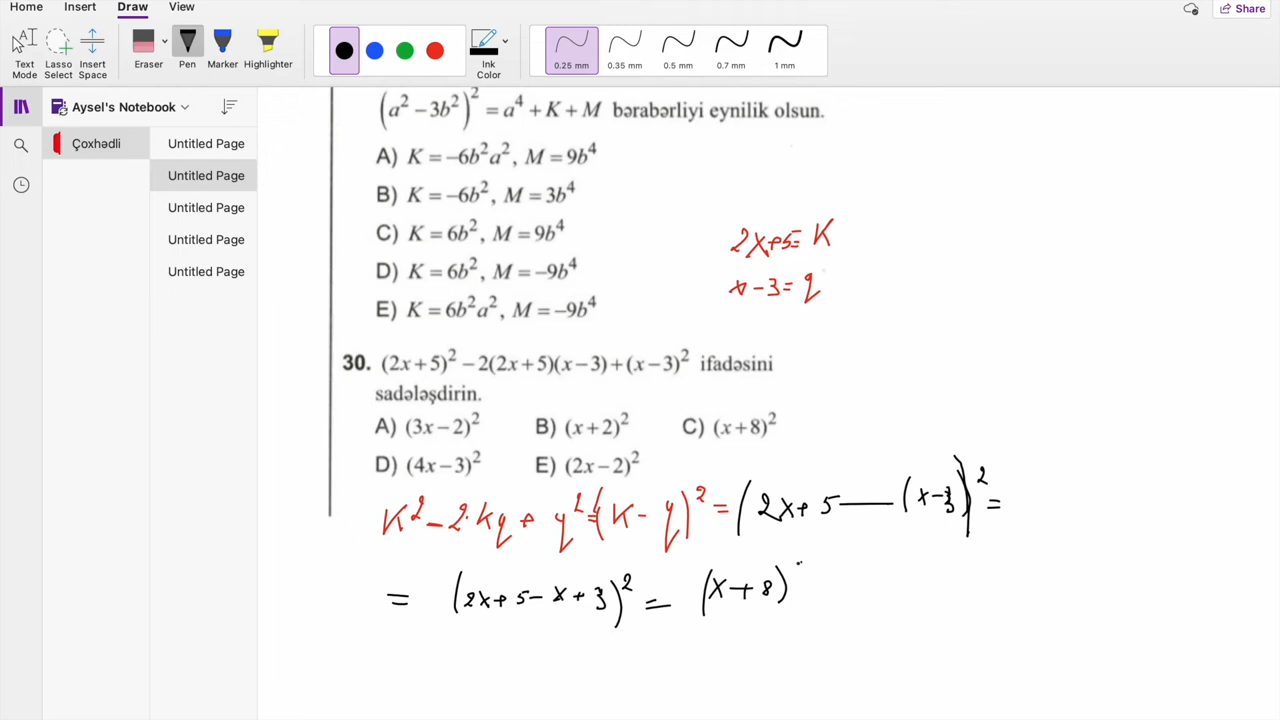 Home Insert Draw View
Share
Text Mode
Lasso Select
Insert Space
Eraser
Pen
Marker
Highlighter
Ink Color
0.25 mm 0.35 mm 0.5 mm 0.7 mm 1 mm
Aysel's Notebook
Çoxhədli
Untitled Page
Untitled Page
Untitled Page
Untitled Page
Untitled Page
(a² − 3b²)² = a⁴ + K + M bərabərliyi eynilik olsun.
A) K = −6b²a², M = 9b⁴
B) K = −6b², M = 3b⁴
C) K = 6b², M = 9b⁴
D) K = 6b², M = −9b⁴
E) K = 6b²a², M = −9b⁴
2x+5= K
x−3= q
30. (2x+5)² − 2(2x+5)(x−3)+(x−3)² ifadəsini
sadələşdirin.
A) (3x−2)² B) (x+2)² C) (x+8)²
D) (4x−3)² E) (2x−2)²
K² − 2·kq + q² = (K − q)² = (2x+5 — (x−3))² =
= (2x+5−x+3)² = (x+8)